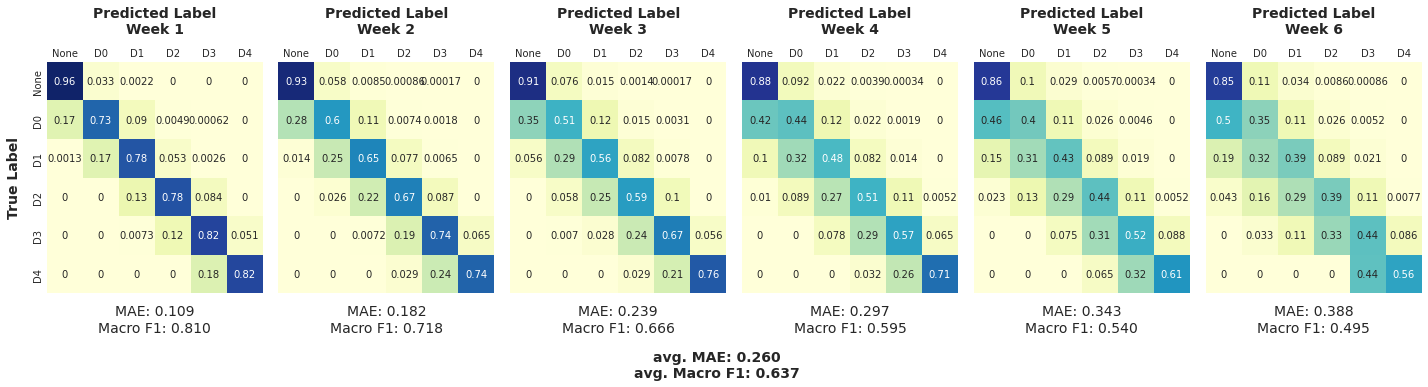 Predicted Label
Week 1
None D0 D1 D2 D3 D4
True Label
None 0.96 0.033 0.0022 0 0 0
D0 0.17 0.73 0.09 0.0049 0.00062 0
D1 0.0013 0.17 0.78 0.053 0.0026 0
D2 0 0 0.13 0.78 0.084 0
D3 0 0 0.0073 0.12 0.82 0.051
D4 0 0 0 0 0.18 0.82
MAE: 0.109
Macro F1: 0.810
Predicted Label
Week 2
None D0 D1 D2 D3 D4
0.93 0.058 0.0085 0.00086 0.00017 0
0.28 0.6 0.11 0.0074 0.0018 0
0.014 0.25 0.65 0.077 0.0065 0
0 0.026 0.22 0.67 0.087 0
0 0 0.0072 0.19 0.74 0.065
0 0 0 0.029 0.24 0.74
MAE: 0.182
Macro F1: 0.718
Predicted Label
Week 3
None D0 D1 D2 D3 D4
0.91 0.076 0.015 0.0014 0.00017 0
0.35 0.51 0.12 0.015 0.0031 0
0.056 0.29 0.56 0.082 0.0078 0
0 0.058 0.25 0.59 0.1 0
0 0.007 0.028 0.24 0.67 0.056
0 0 0 0.029 0.21 0.76
MAE: 0.239
Macro F1: 0.666
Predicted Label
Week 4
None D0 D1 D2 D3 D4
0.88 0.092 0.022 0.0039 0.00034 0
0.42 0.44 0.12 0.022 0.0019 0
0.1 0.32 0.48 0.082 0.014 0
0.01 0.089 0.27 0.51 0.11 0.0052
0 0 0.078 0.29 0.57 0.065
0 0 0 0.032 0.26 0.71
MAE: 0.297
Macro F1: 0.595
Predicted Label
Week 5
None D0 D1 D2 D3 D4
0.86 0.1 0.029 0.0057 0.00034 0
0.46 0.4 0.11 0.026 0.0046 0
0.15 0.31 0.43 0.089 0.019 0
0.023 0.13 0.29 0.44 0.11 0.0052
0 0 0.075 0.31 0.52 0.088
0 0 0 0.065 0.32 0.61
MAE: 0.343
Macro F1: 0.540
Predicted Label
Week 6
None D0 D1 D2 D3 D4
0.85 0.11 0.034 0.0086 0.00086 0
0.5 0.35 0.11 0.026 0.0052 0
0.19 0.32 0.39 0.089 0.021 0
0.043 0.16 0.29 0.39 0.11 0.0077
0 0.033 0.11 0.33 0.44 0.086
0 0 0 0 0.44 0.56
MAE: 0.388
Macro F1: 0.495
avg. MAE: 0.260
avg. Macro F1: 0.637